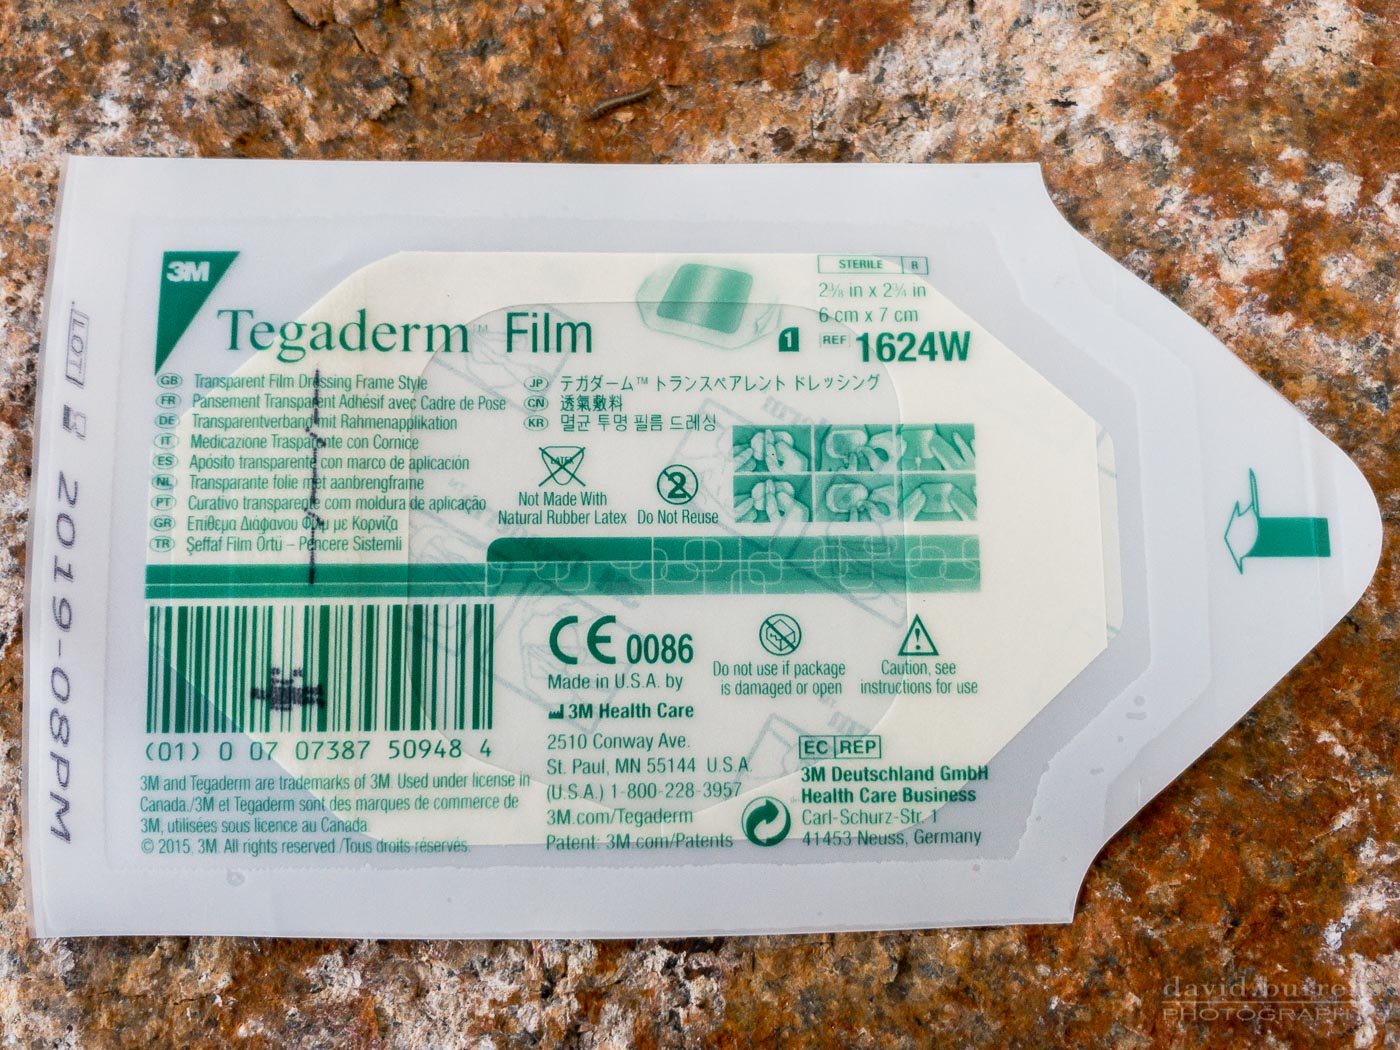 3M
Tegaderm™ Film
STERILE R
2⅜ in x 2¾ in
6 cm x 7 cm
1
REF 1624W
GB Transparent Film Dressing Frame Style
FR Pansement Transparent Adhésif avec Cadre de Pose
DE Transparentverband mit Rahmenapplikation
IT Medicazione Trasparente con Cornice
ES Apósito transparente con marco de aplicación
NL Transparante folie met aanbrengframe
PT Curativo transparente com moldura de aplicação
GR Επίθεμα Διάφανου Φιλμ με Κορνίζα
TR Şeffaf Film Örtü – Pencere Sistemli
JP テガダーム™ トランスペアレント ドレッシング
CN 透氣敷料
KR 멸균 투명 필름 드레싱
LATEX
Not Made With
Natural Rubber Latex
2
Do Not Reuse
(01) 0 07 07387 50948 4
3M and Tegaderm are trademarks of 3M. Used under license in
Canada./3M et Tegaderm sont des marques de commerce de
3M, utilisées sous licence au Canada.
© 2015, 3M. All rights reserved./Tous droits réservés.
CE 0086
Made in U.S.A. by
3M Health Care
2510 Conway Ave.
St. Paul, MN 55144 U.S.A.
(U.S.A.) 1-800-228-3957
3M.com/Tegaderm
Patent: 3M.com/Patents
Do not use if package
is damaged or open
Caution, see
instructions for use
EC REP
3M Deutschland GmbH
Health Care Business
Carl-Schurz-Str. 1
41453 Neuss, Germany
LOT
2019-08PM
PHOTOGRAPHY